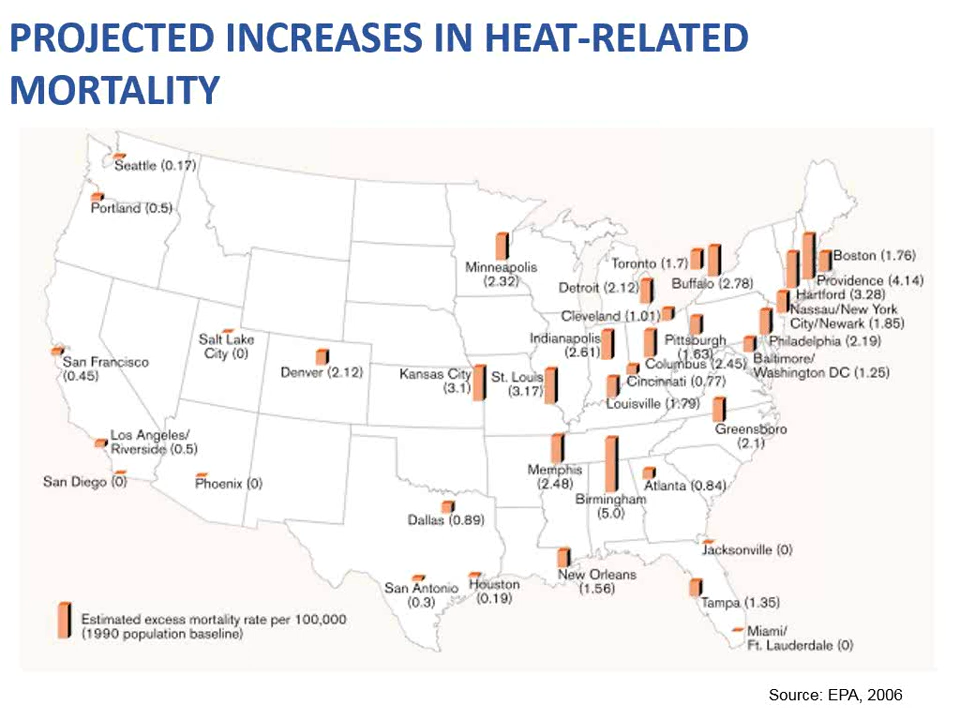 PROJECTED INCREASES IN HEAT-RELATED
MORTALITY
Seattle (0.17)
Portland (0.5)
Minneapolis
(2.32)
Toronto (1.7)
Boston (1.76)
Detroit (2.12)
Buffalo (2.78)
Providence (4.14)
Hartford (3.28)
Cleveland (1.01)
Nassau/New York
City/Newark (1.85)
Salt Lake
City (0)
Indianapolis
(2.61)
Pittsburgh
(1.63)
Philadelphia (2.19)
San Francisco
(0.45)
Denver (2.12)
Kansas City
(3.1)
St. Louis
(3.17)
Columbus (2.45)
Baltimore/
Washington DC (1.25)
Cincinnati (0.77)
Louisville (1.79)
Los Angeles/
Riverside (0.5)
Greensboro
(2.1)
San Diego (0)
Phoenix (0)
Memphis
(2.48)
Birmingham
(5.0)
Atlanta (0.84)
Dallas (0.89)
Jacksonville (0)
San Antonio
(0.3)
Houston
(0.19)
New Orleans
(1.56)
Tampa (1.35)
Miami/
Ft. Lauderdale (0)
Estimated excess mortality rate per 100,000
(1990 population baseline)
Source: EPA, 2006